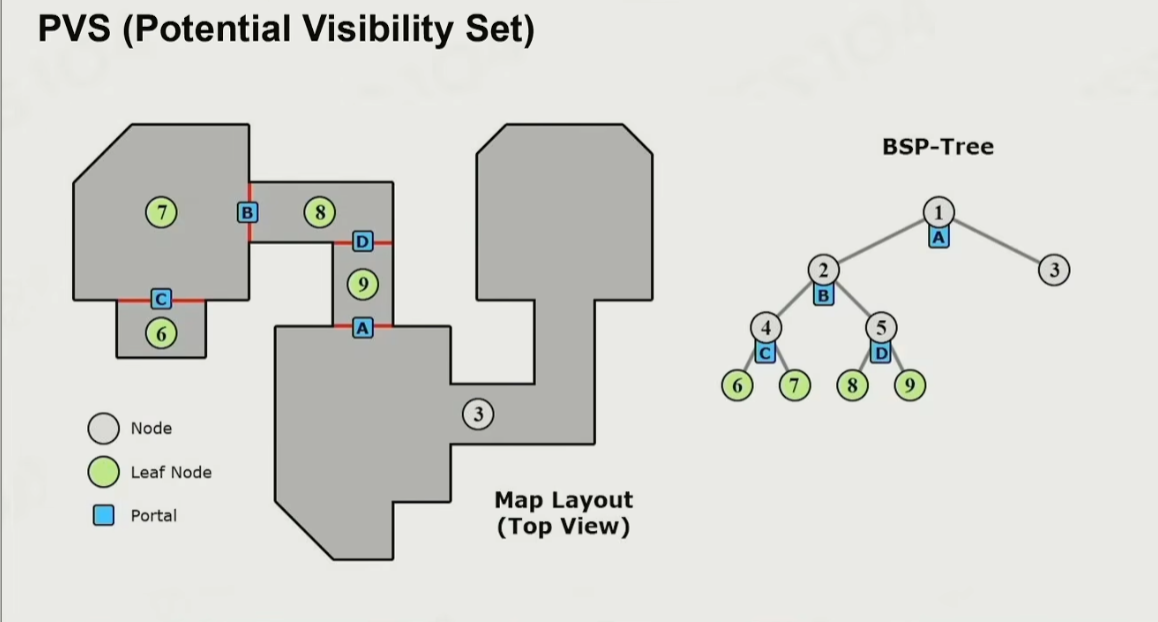 PVS (Potential Visibility Set)
BSP-Tree
7
B
8
D
C
9
6
A
3
1
A
2
B
3
4
C
5
D
6
7
8
9
Node
Leaf Node
Portal
Map Layout
(Top View)